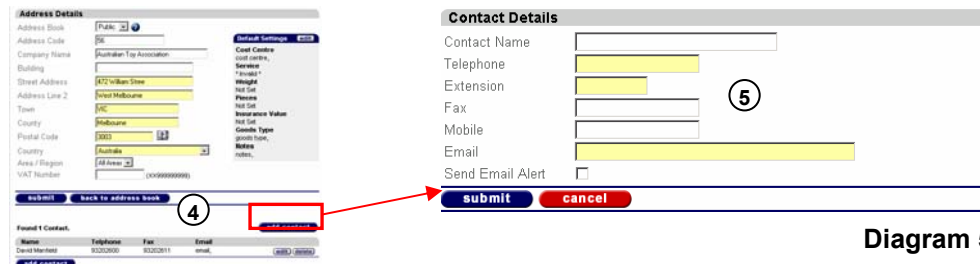 Address Details
Address Book Public
Address Code 56
Company Name Australian Toy Association
Building
Street Address 472 William Stree
Address Line 2 West Melbourne
Town VIC
County Melbourne
Postal Code 3003
Country Australia
Area / Region All Areas
VAT Number (XX999999999)
Default Settings edit
Cost Centre
cost centre,
Service
* Invalid *
Weight
Not Set
Pieces
Not Set
Insurance Value
Not Set
Goods Type
goods type,
Notes
notes,
submit back to address book
4
Found 1 Contact.
add contact
Name Telphone Fax Email
David Menfield 93202600 93202611 email, edit delete
add contact
Contact Details
Contact Name
Telephone
Extension
Fax
Mobile
Email
Send Email Alert
5
submit cancel
Diagram 5